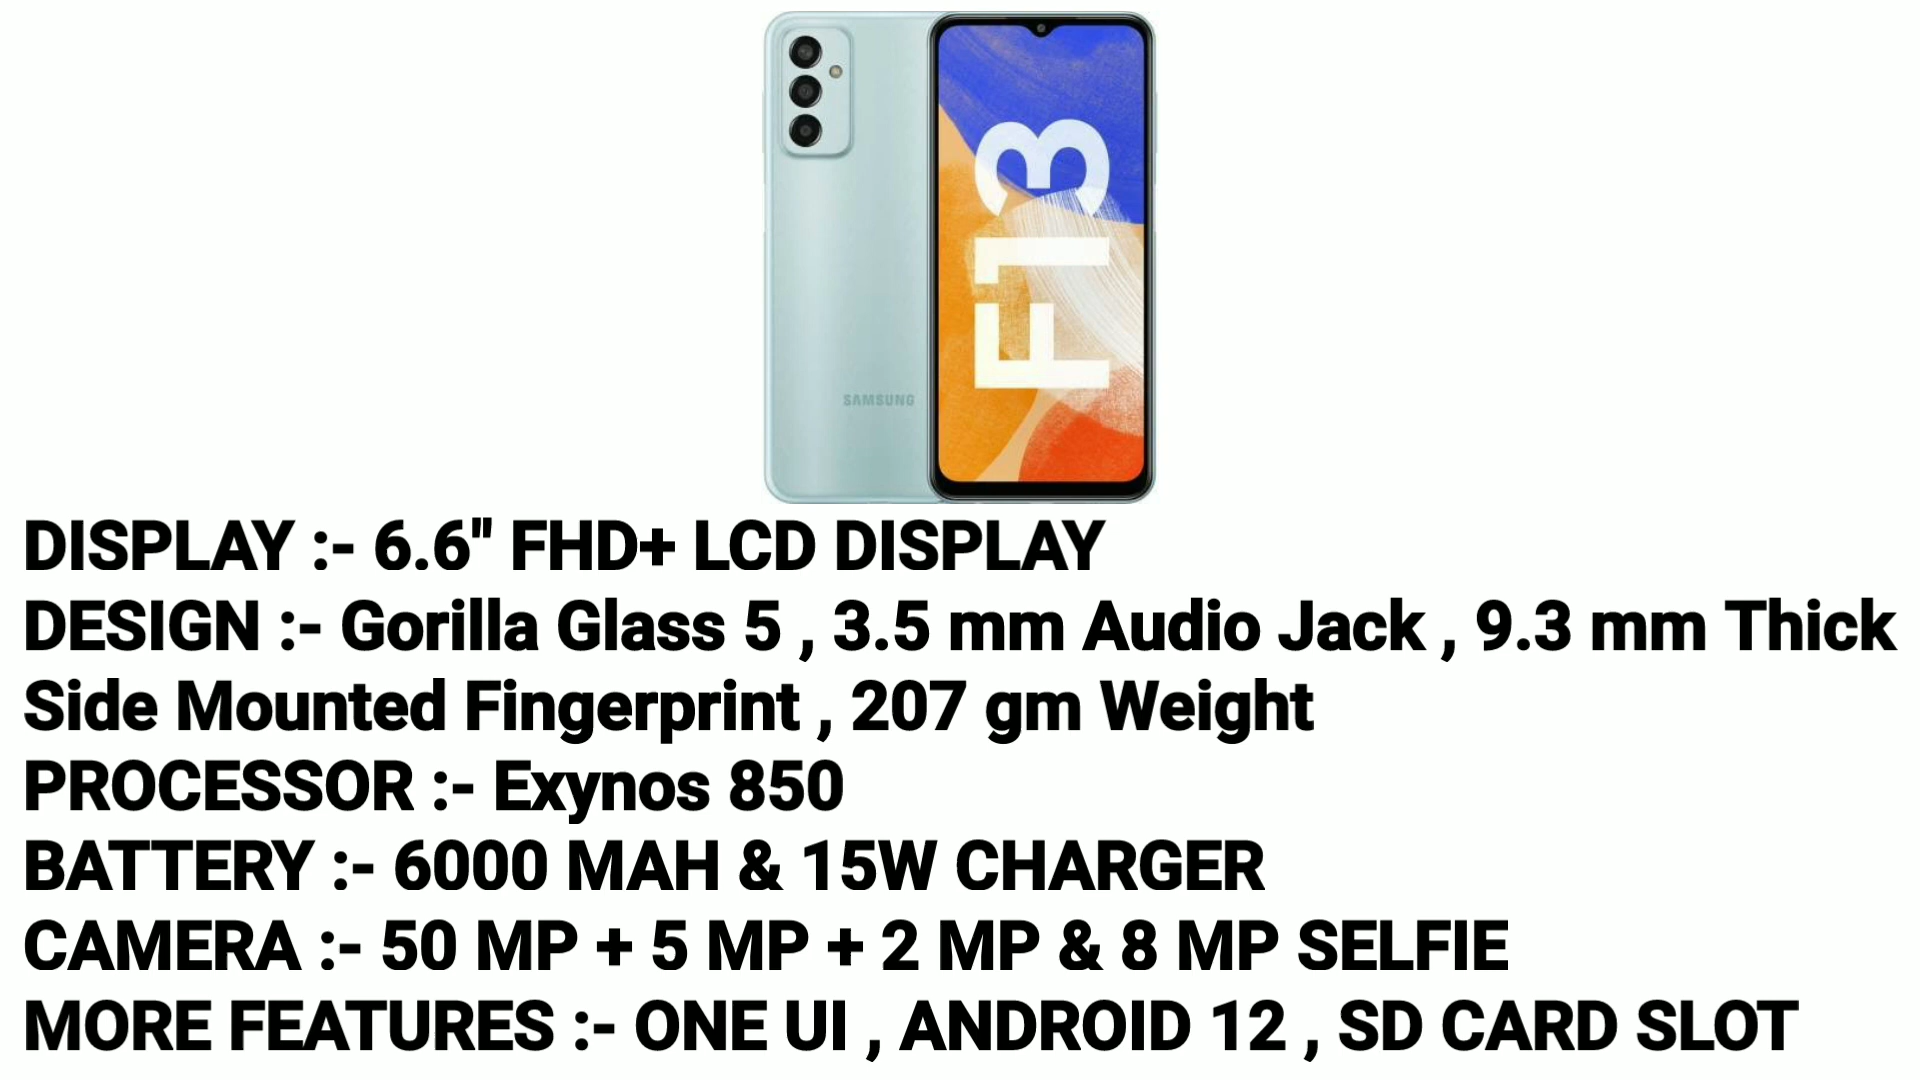 F13
SAMSUNG
DISPLAY :- 6.6" FHD+ LCD DISPLAY
DESIGN :- Gorilla Glass 5 , 3.5 mm Audio Jack , 9.3 mm Thick
Side Mounted Fingerprint , 207 gm Weight
PROCESSOR :- Exynos 850
BATTERY :- 6000 MAH & 15W CHARGER
CAMERA :- 50 MP + 5 MP + 2 MP & 8 MP SELFIE
MORE FEATURES :- ONE UI , ANDROID 12 , SD CARD SLOT